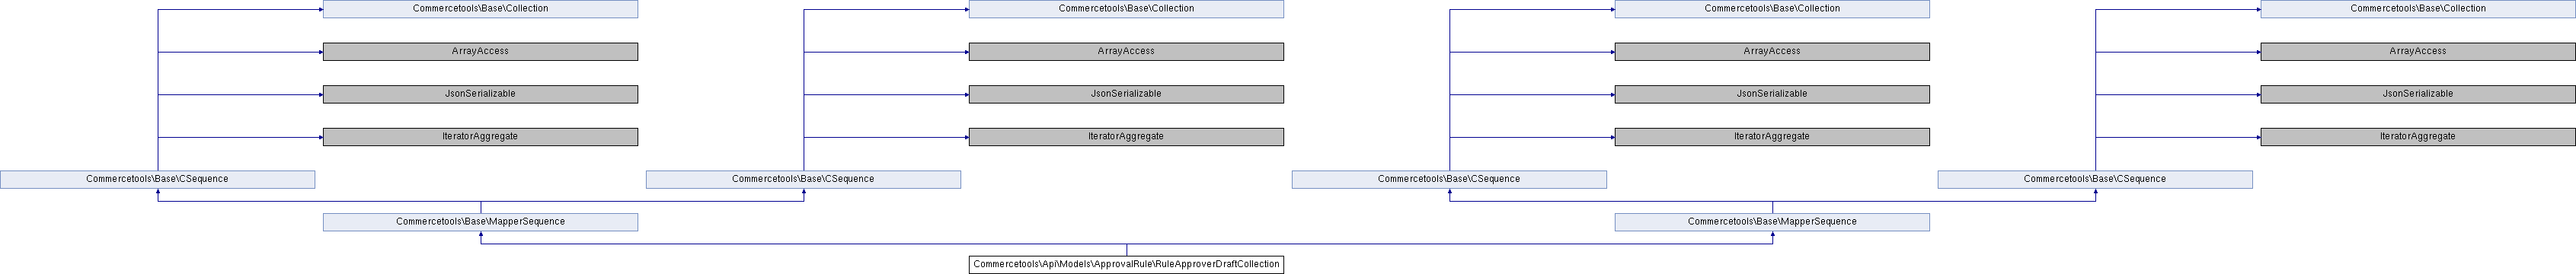 Commercetools\Base\Collection Commercetools\Base\Collection Commercetools\Base\Collection Commercetools\Base\Collection
ArrayAccess ArrayAccess ArrayAccess ArrayAccess
JsonSerializable JsonSerializable JsonSerializable JsonSerializable
IteratorAggregate IteratorAggregate IteratorAggregate IteratorAggregate
Commercetools\Base\CSequence Commercetools\Base\CSequence Commercetools\Base\CSequence Commercetools\Base\CSequence
Commercetools\Base\MapperSequence Commercetools\Base\MapperSequence
Commercetools\Api\Models\ApprovalRule\RuleApproverDraftCollection